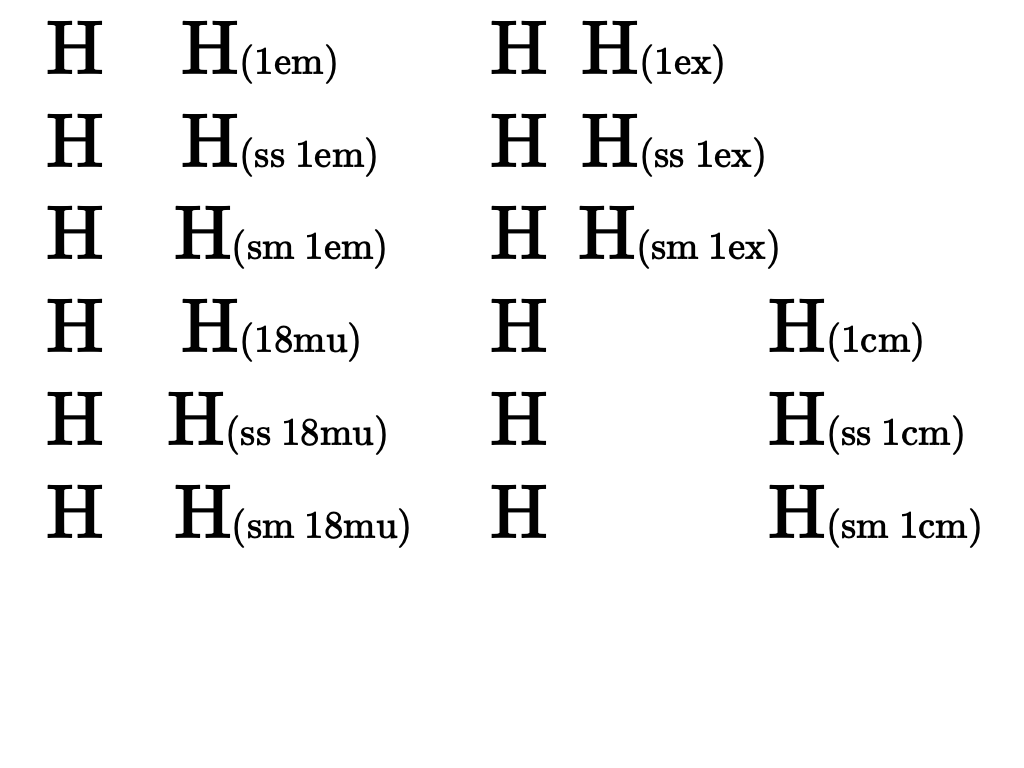 H H(1em) H H(1ex)
H H(ss 1em) H H(ss 1ex)
H H(sm 1em) H H(sm 1ex)
H H(18mu) H H(1cm)
H H(ss 18mu) H H(ss 1cm)
H H(sm 18mu) H H(sm 1cm)